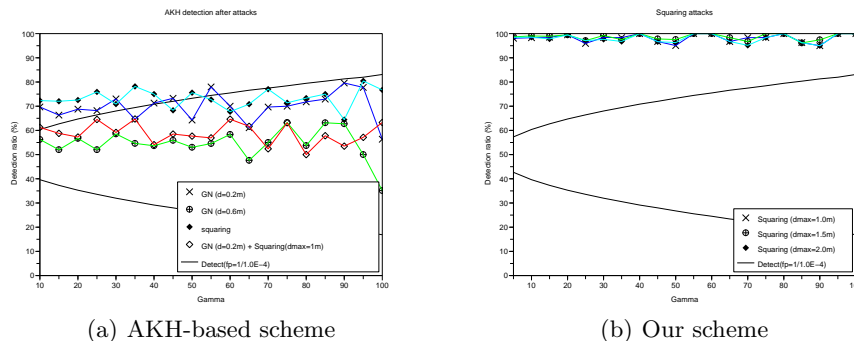 AKH detection after attacks
100
90
80
70
60
50
40
30
20
10
0
Detection ratio (%)
10 20 30 40 50 60 70 80 90 100
Gamma
GN (d=0.2m)
GN (d=0.6m)
squaring
GN (d=0.2m) + Squaring(dmax=1m)
Detect(fp=1/1.0E−4)
(a) AKH-based scheme
Squaring attacks
100
90
80
70
60
50
40
30
20
10
0
Detection ratio (%)
10 20 30 40 50 60 70 80 90 100
Gamma
Squaring (dmax=1.0m)
Squaring (dmax=1.5m)
Squaring (dmax=2.0m)
Detect(fp=1/1.0E−4)
(b) Our scheme